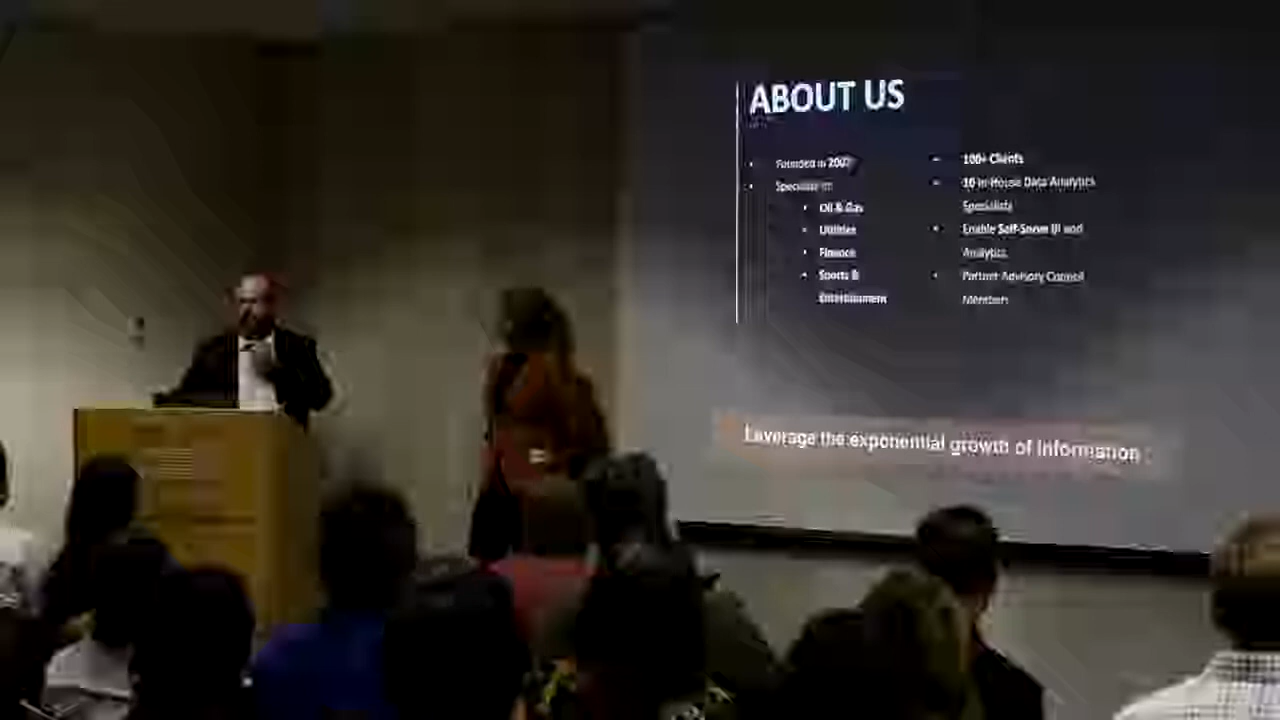 ABOUT US
Founded in
Specialize in:
Oil & Gas
Utilities
Finance
Sports &
Entertainment
100+ Clients
10 In-House Data Analytics
Specialists
Enable Self-Serve BI and
Analytics
Partner Advisory Council
Members
Leverage the exponential growth of information